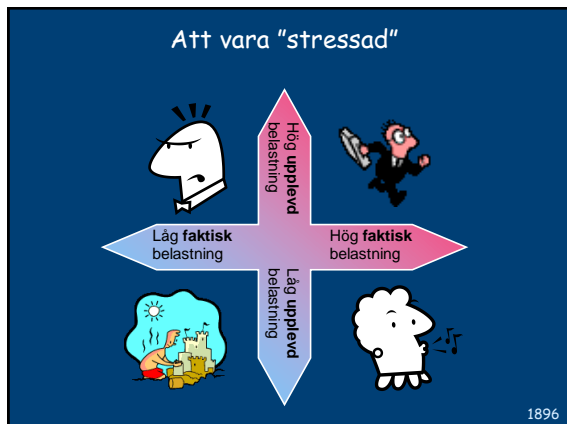 Att vara ”stressad”
Hög upplevd
belastning
Låg faktisk
belastning
Hög faktisk
belastning
Låg upplevd
belastning
1896